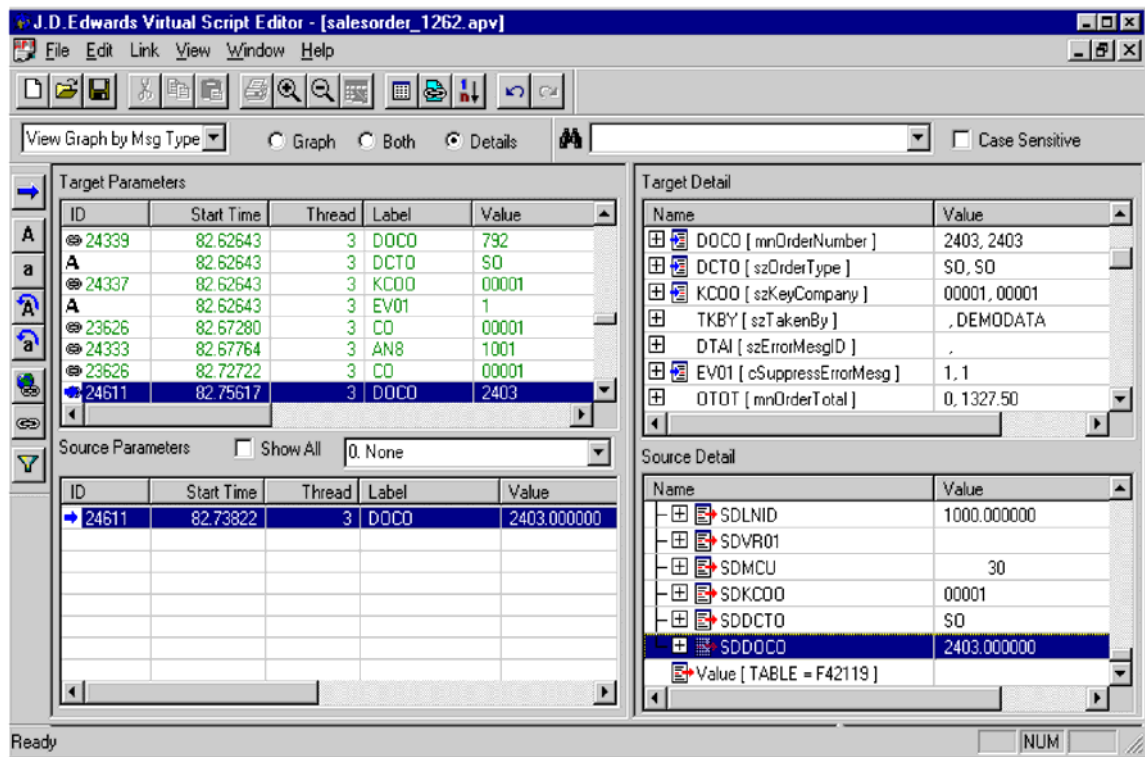 J.D.Edwards Virtual Script Editor - [salesorder_1262.apv]
File Edit Link View Window Help
View Graph by Msg Type Graph Both Details Case Sensitive
Target Parameters
ID Start Time Thread Label Value
24339 82.62643 3 DOCO 792
A 82.62643 3 DCTO SO
24337 82.62643 3 KCOO 00001
A 82.62643 3 EV01 1
23626 82.67280 3 CO 00001
24333 82.67764 3 AN8 1001
23626 82.72722 3 CO 00001
24611 82.75617 3 DOCO 2403
Target Detail
Name Value
DOCO [ mnOrderNumber ] 2403, 2403
DCTO [ szOrderType ] SO, SO
KCOO [ szKeyCompany ] 00001, 00001
TKBY [ szTakenBy ] , DEMODATA
DTAI [ szErrorMesgID ] ,
EV01 [ cSuppressErrorMesg ] 1, 1
OTOT [ mnOrderTotal ] 0, 1327.50
Source Parameters Show All 0. None
ID Start Time Thread Label Value
24611 82.73822 3 DOCO 2403.000000
Source Detail
Name Value
SDLNID 1000.000000
SDVR01
SDMCU 30
SDKCOO 00001
SDDCTO SO
SDDOCO 2403.000000
Value [ TABLE = F42119 ]
A
a
A
a
Ready NUM